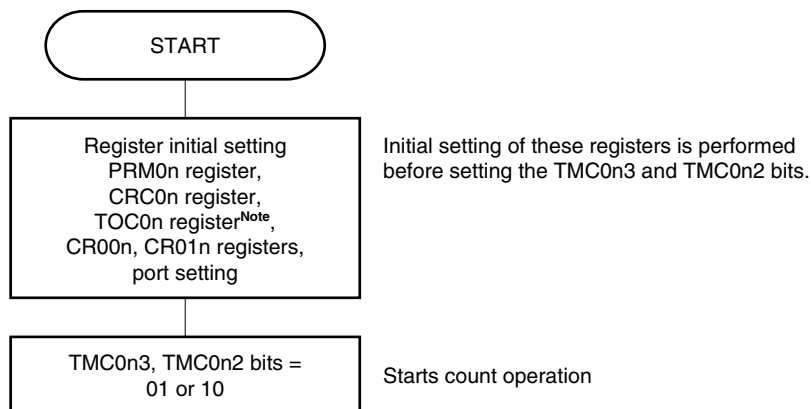 START
Register initial setting
PRM0n register,
CRC0n register,
TOC0n registerNote,
CR00n, CR01n registers,
port setting
Initial setting of these registers is performed
before setting the TMC0n3 and TMC0n2 bits.
TMC0n3, TMC0n2 bits =
01 or 10
Starts count operation